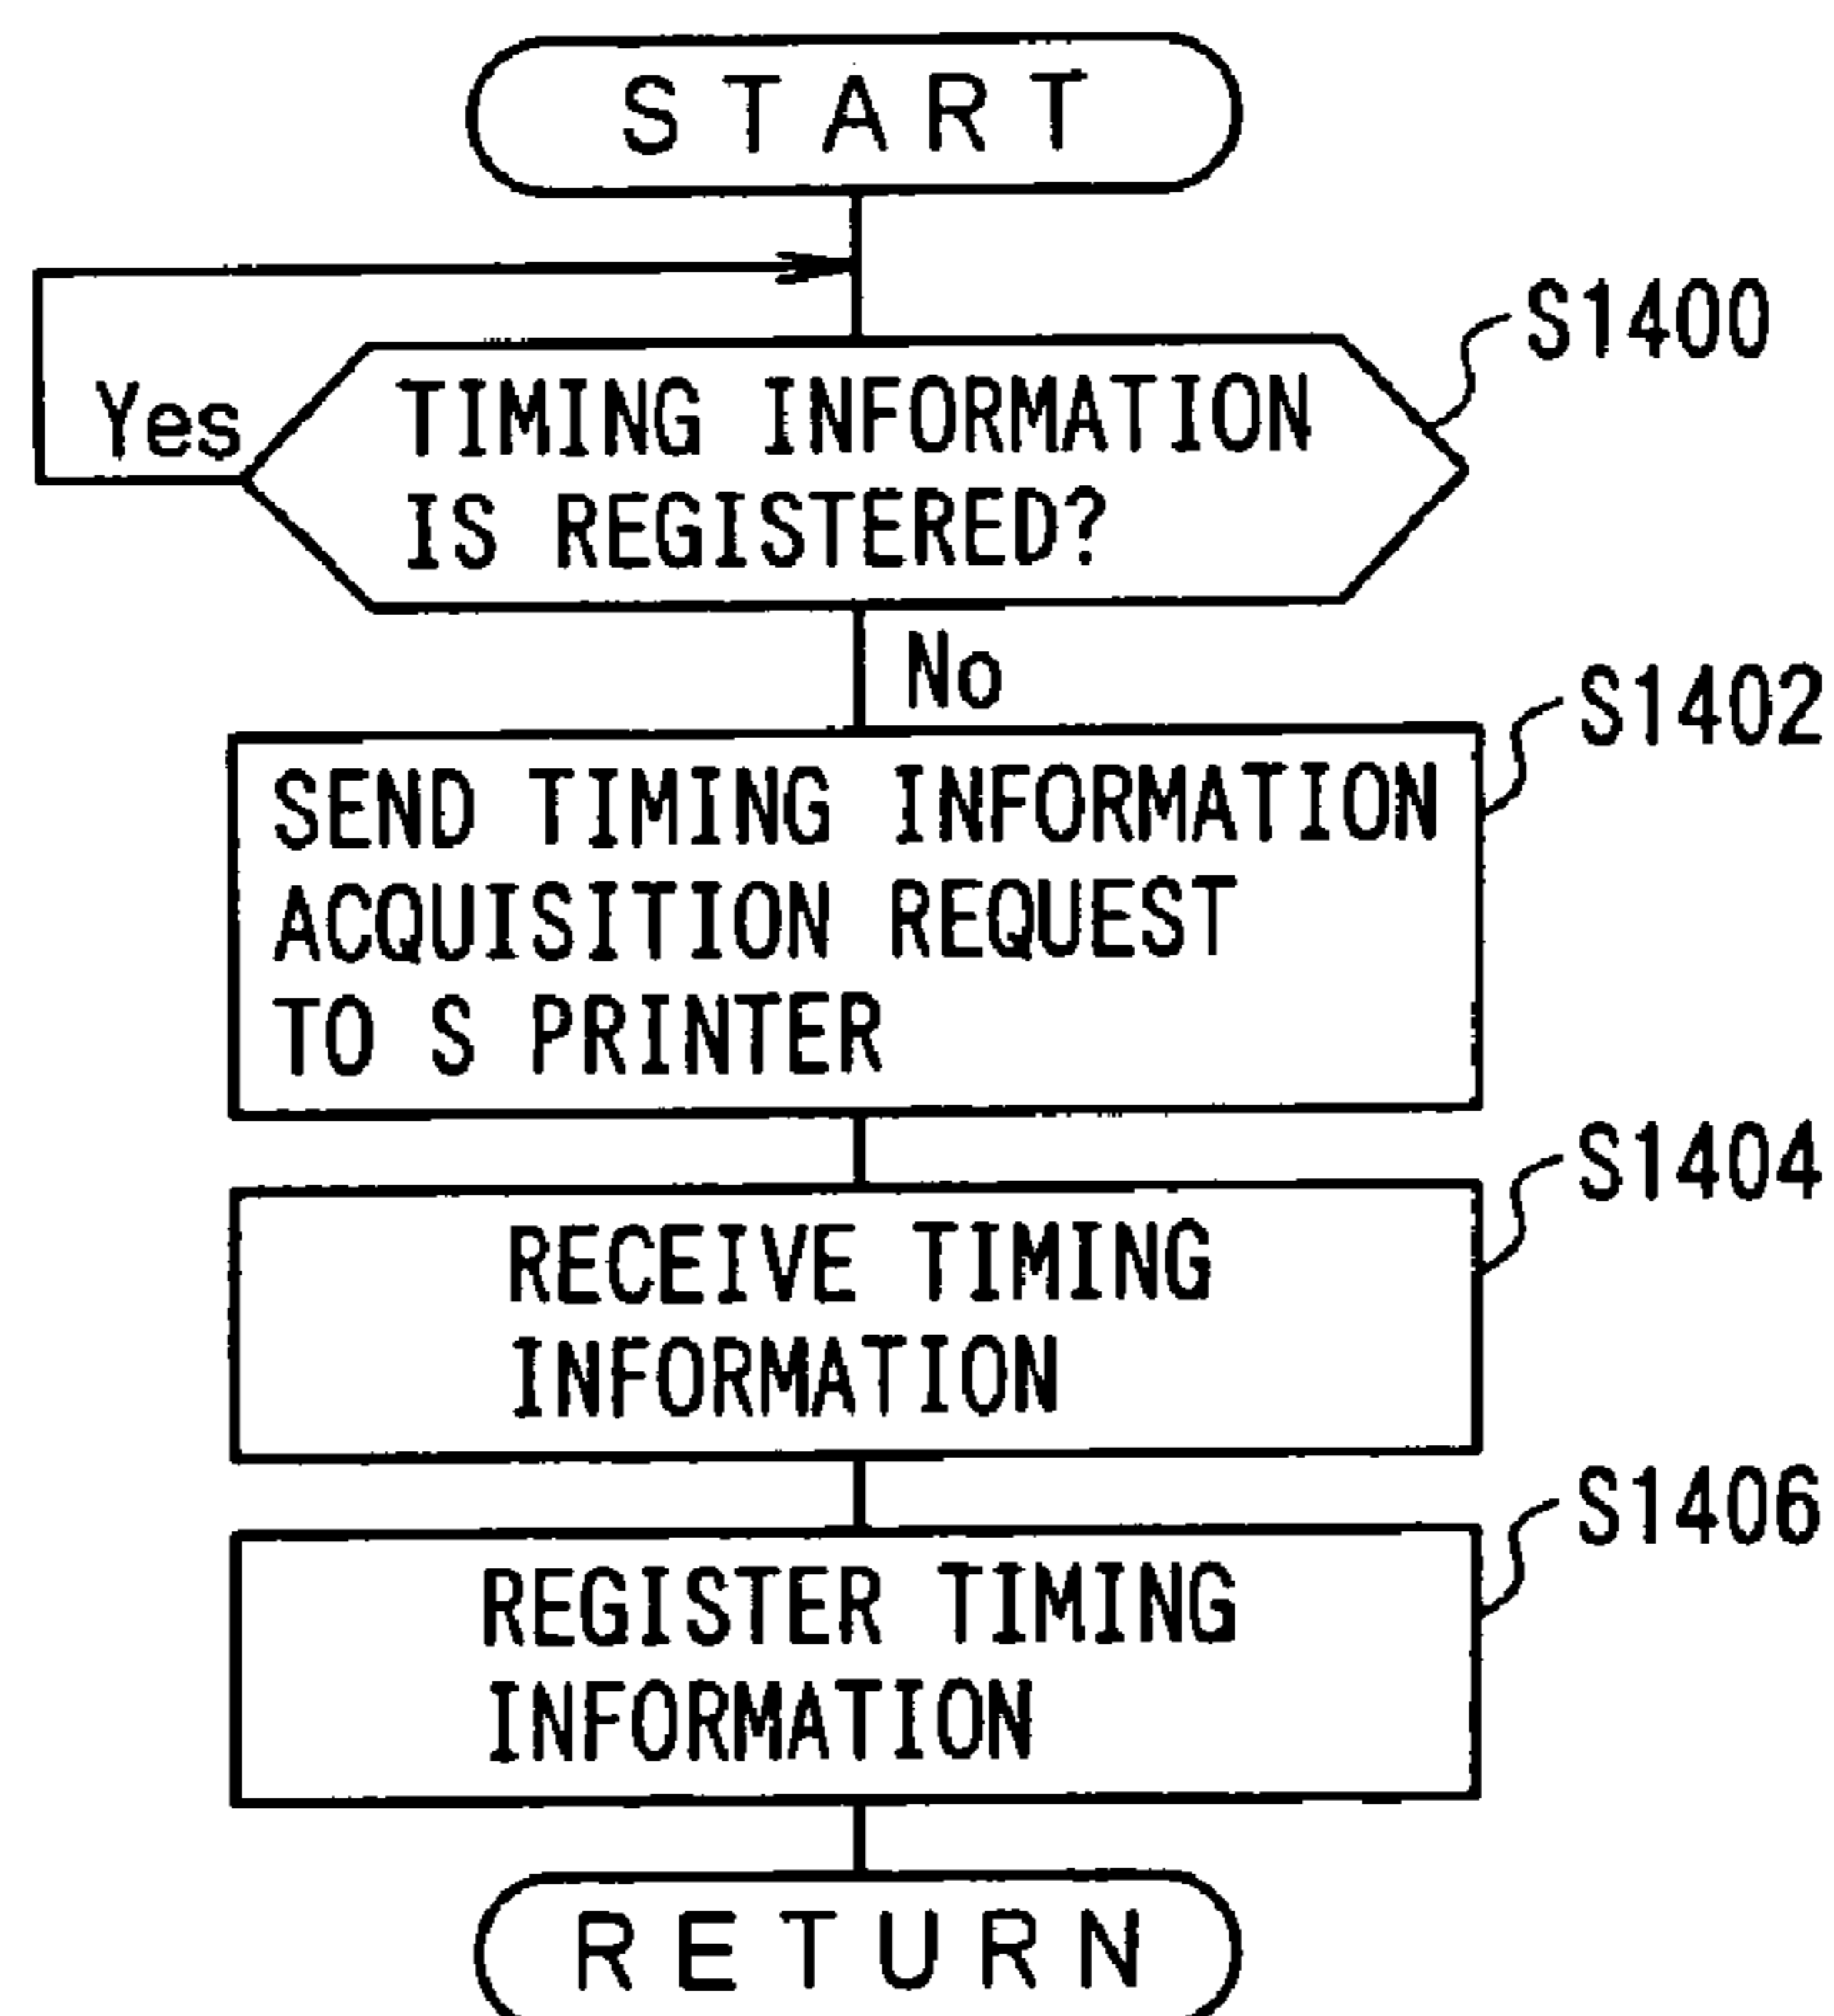 START
S1400
Yes
TIMING INFORMATION
IS REGISTERED?
No
S1402
SEND TIMING INFORMATION
ACQUISITION REQUEST
TO S PRINTER
S1404
RECEIVE TIMING
INFORMATION
S1406
REGISTER TIMING
INFORMATION
RETURN